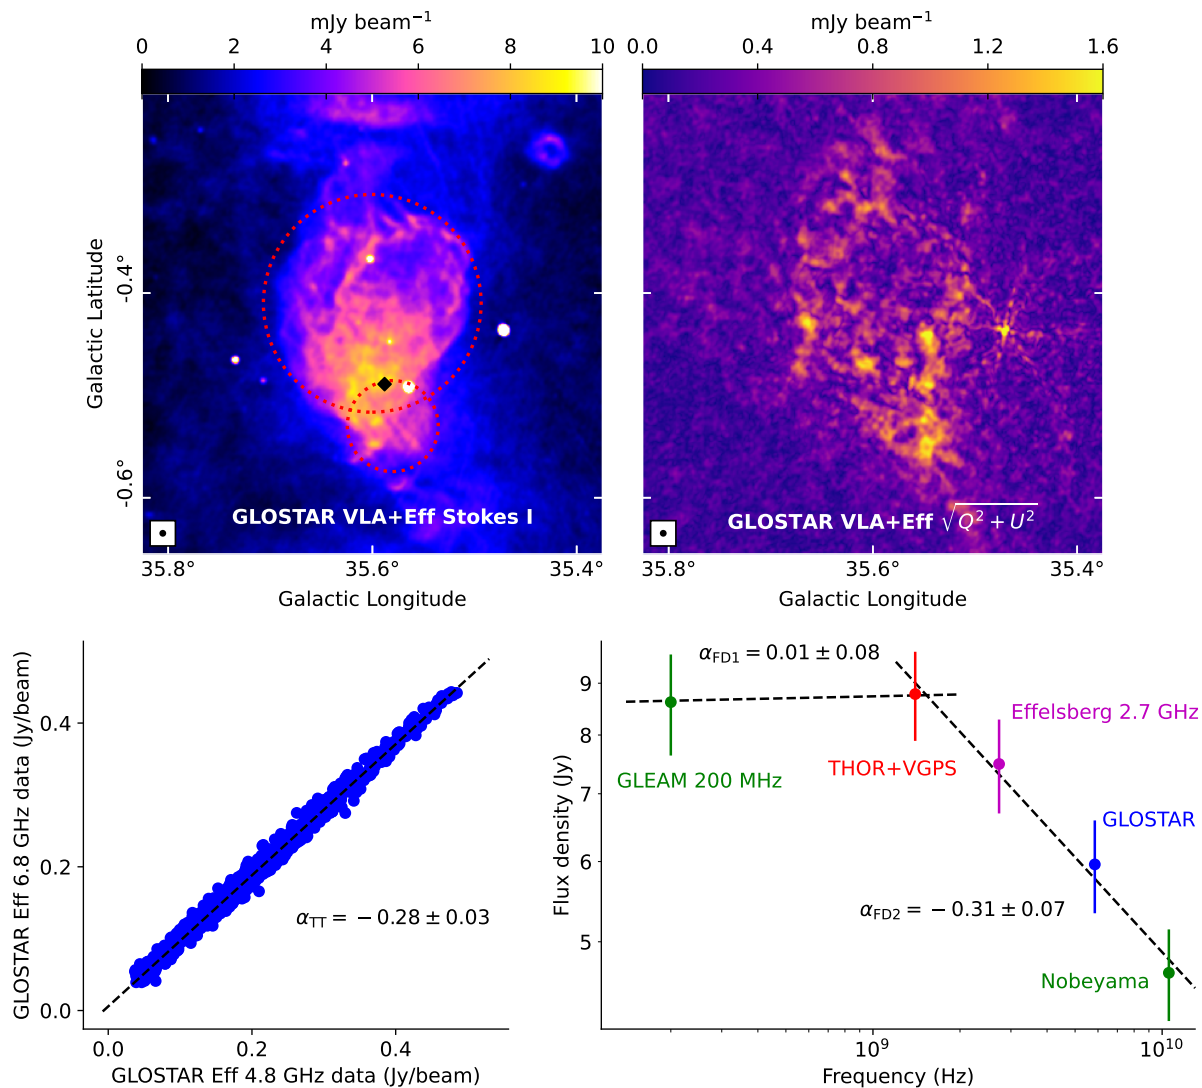 mJy beam⁻¹
0 2 4 6 8 10
Galactic Latitude
-0.4°
-0.6°
GLOSTAR VLA+Eff Stokes I
35.8° 35.6° 35.4°
Galactic Longitude
mJy beam⁻¹
0.0 0.4 0.8 1.2 1.6
GLOSTAR VLA+Eff √(Q² + U²)
35.8° 35.6° 35.4°
Galactic Longitude
GLOSTAR Eff 6.8 GHz data (Jy/beam)
0.4
0.2
0.0
α_TT = −0.28 ± 0.03
0.0 0.2 0.4
GLOSTAR Eff 4.8 GHz data (Jy/beam)
Flux density (Jy)
9
8
7
6
5
α_FD1 = 0.01 ± 0.08
Effelsberg 2.7 GHz
THOR+VGPS
GLEAM 200 MHz
GLOSTAR
α_FD2 = −0.31 ± 0.07
Nobeyama
10⁹ 10¹⁰
Frequency (Hz)